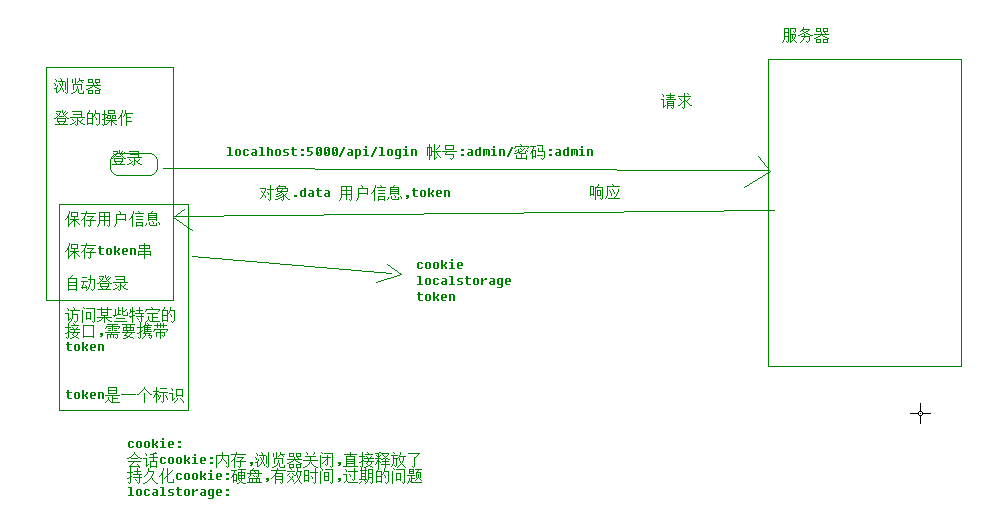 服务器
浏览器
请求
登录的操作
登录
localhost:5000/api/login 帐号:admin/密码:admin
对象.data 用户信息,token
响应
保存用户信息
保存token串
自动登录
cookie
localstorage
token
访问某些特定的
接口,需要携带
token
token是一个标识
cookie:
会话cookie:内存,浏览器关闭,直接释放了
持久化cookie:硬盘,有效时间,过期的问题
localstorage: